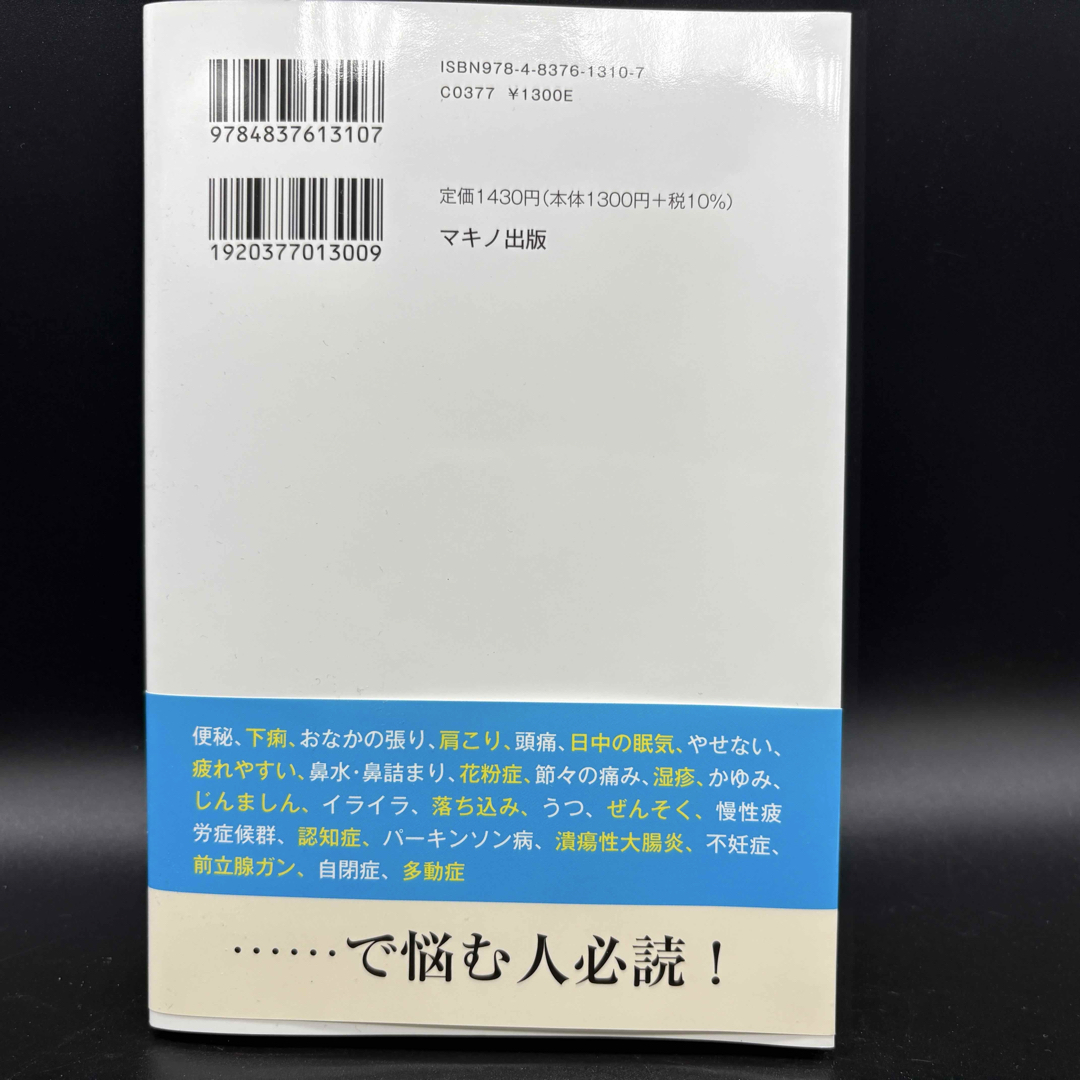 ISBN978-4-8376-1310-7
C0377 ¥1300E
9784837613107
定価1430円(本体1300円+税10%)
マキノ出版
1920377013009
便秘、下痢、おなかの張り、肩こり、頭痛、日中の眠気、やせない、
疲れやすい、鼻水・鼻詰まり、花粉症、節々の痛み、湿疹、かゆみ、
じんましん、イライラ、落ち込み、うつ、ぜんそく、慢性疲
労症候群、認知症、パーキンソン病、潰瘍性大腸炎、不妊症、
前立腺ガン、自閉症、多動症
……で悩む人必読！